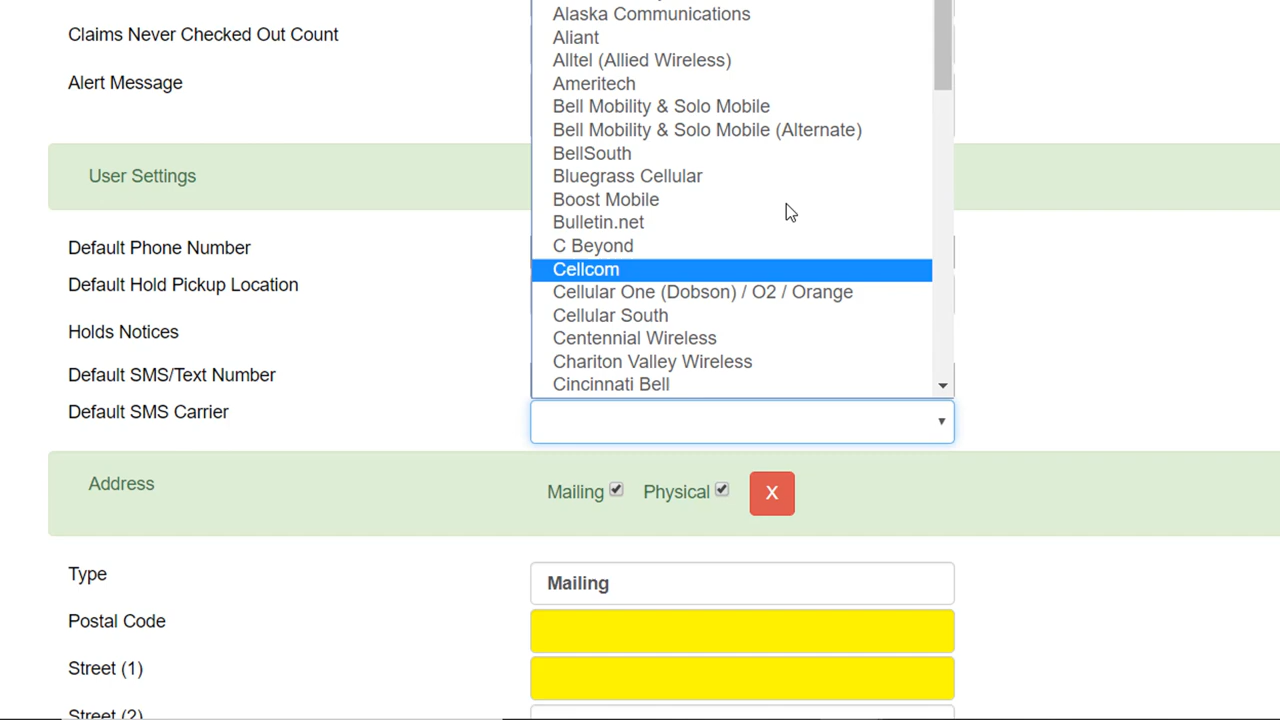 Alaska Communications
Claims Never Checked Out Count
Aliant
Alltel (Allied Wireless)
Alert Message
Ameritech
Bell Mobility & Solo Mobile
Bell Mobility & Solo Mobile (Alternate)
BellSouth
User Settings
Bluegrass Cellular
Boost Mobile
Bulletin.net
Default Phone Number
C Beyond
Cellcom
Default Hold Pickup Location
Cellular One (Dobson) / O2 / Orange
Cellular South
Holds Notices
Centennial Wireless
Chariton Valley Wireless
Default SMS/Text Number
Cincinnati Bell
Default SMS Carrier
Address
Mailing Physical X
Type
Mailing
Postal Code
Street (1)
Street (2)